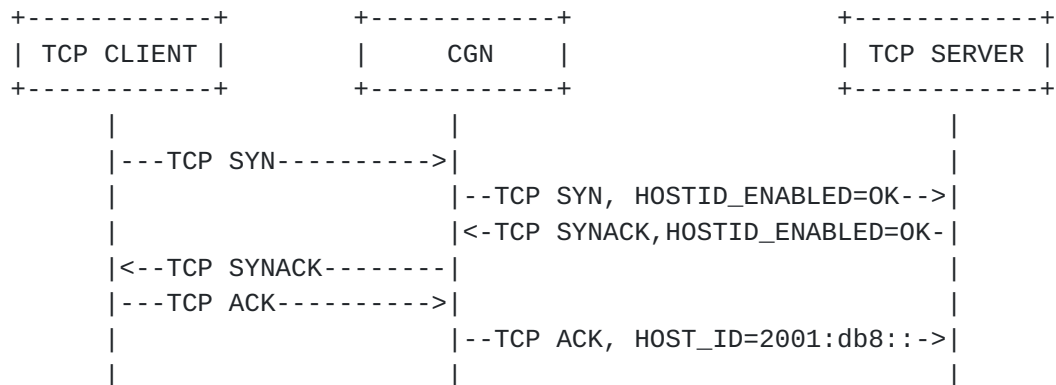 +------------+ +------------+ +------------+
| TCP CLIENT | | CGN | | TCP SERVER |
+------------+ +------------+ +------------+
| | |
|---TCP SYN---------->| |
| |--TCP SYN, HOSTID_ENABLED=OK-->|
| |<-TCP SYNACK,HOSTID_ENABLED=OK-|
|<--TCP SYNACK--------| |
|---TCP ACK---------->| |
| |--TCP ACK, HOST_ID=2001:db8::->|
| | |